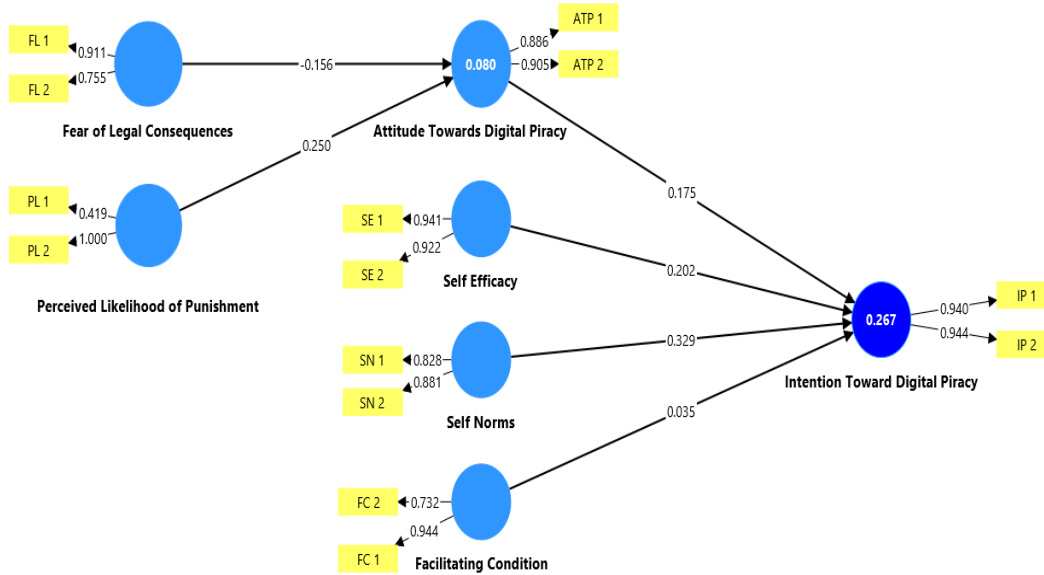 FL 1
0.911
FL 2
0.755
Fear of Legal Consequences
-0.156
0.080
ATP 1
0.886
ATP 2
0.905
Attitude Towards Digital Piracy
0.250
PL 1
0.419
PL 2
1.000
Perceived Likelihood of Punishment
0.175
SE 1
0.941
SE 2
0.922
Self Efficacy
0.202
SN 1
0.828
SN 2
0.881
Self Norms
0.329
0.267
IP 1
0.940
IP 2
0.944
Intention Toward Digital Piracy
0.035
FC 2
0.732
FC 1
0.944
Facilitating Condition